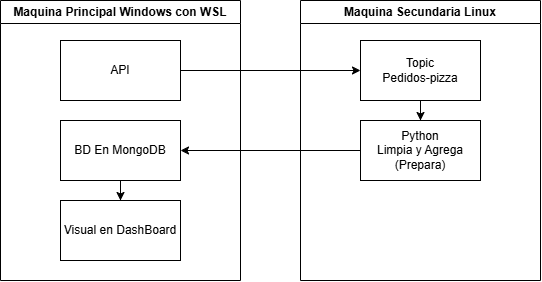 Maquina Principal Windows con WSL
Maquina Secundaria Linux
API
Topic
Pedidos-pizza
BD En MongoDB
Python
Limpia y Agrega
(Prepara)
Visual en DashBoard